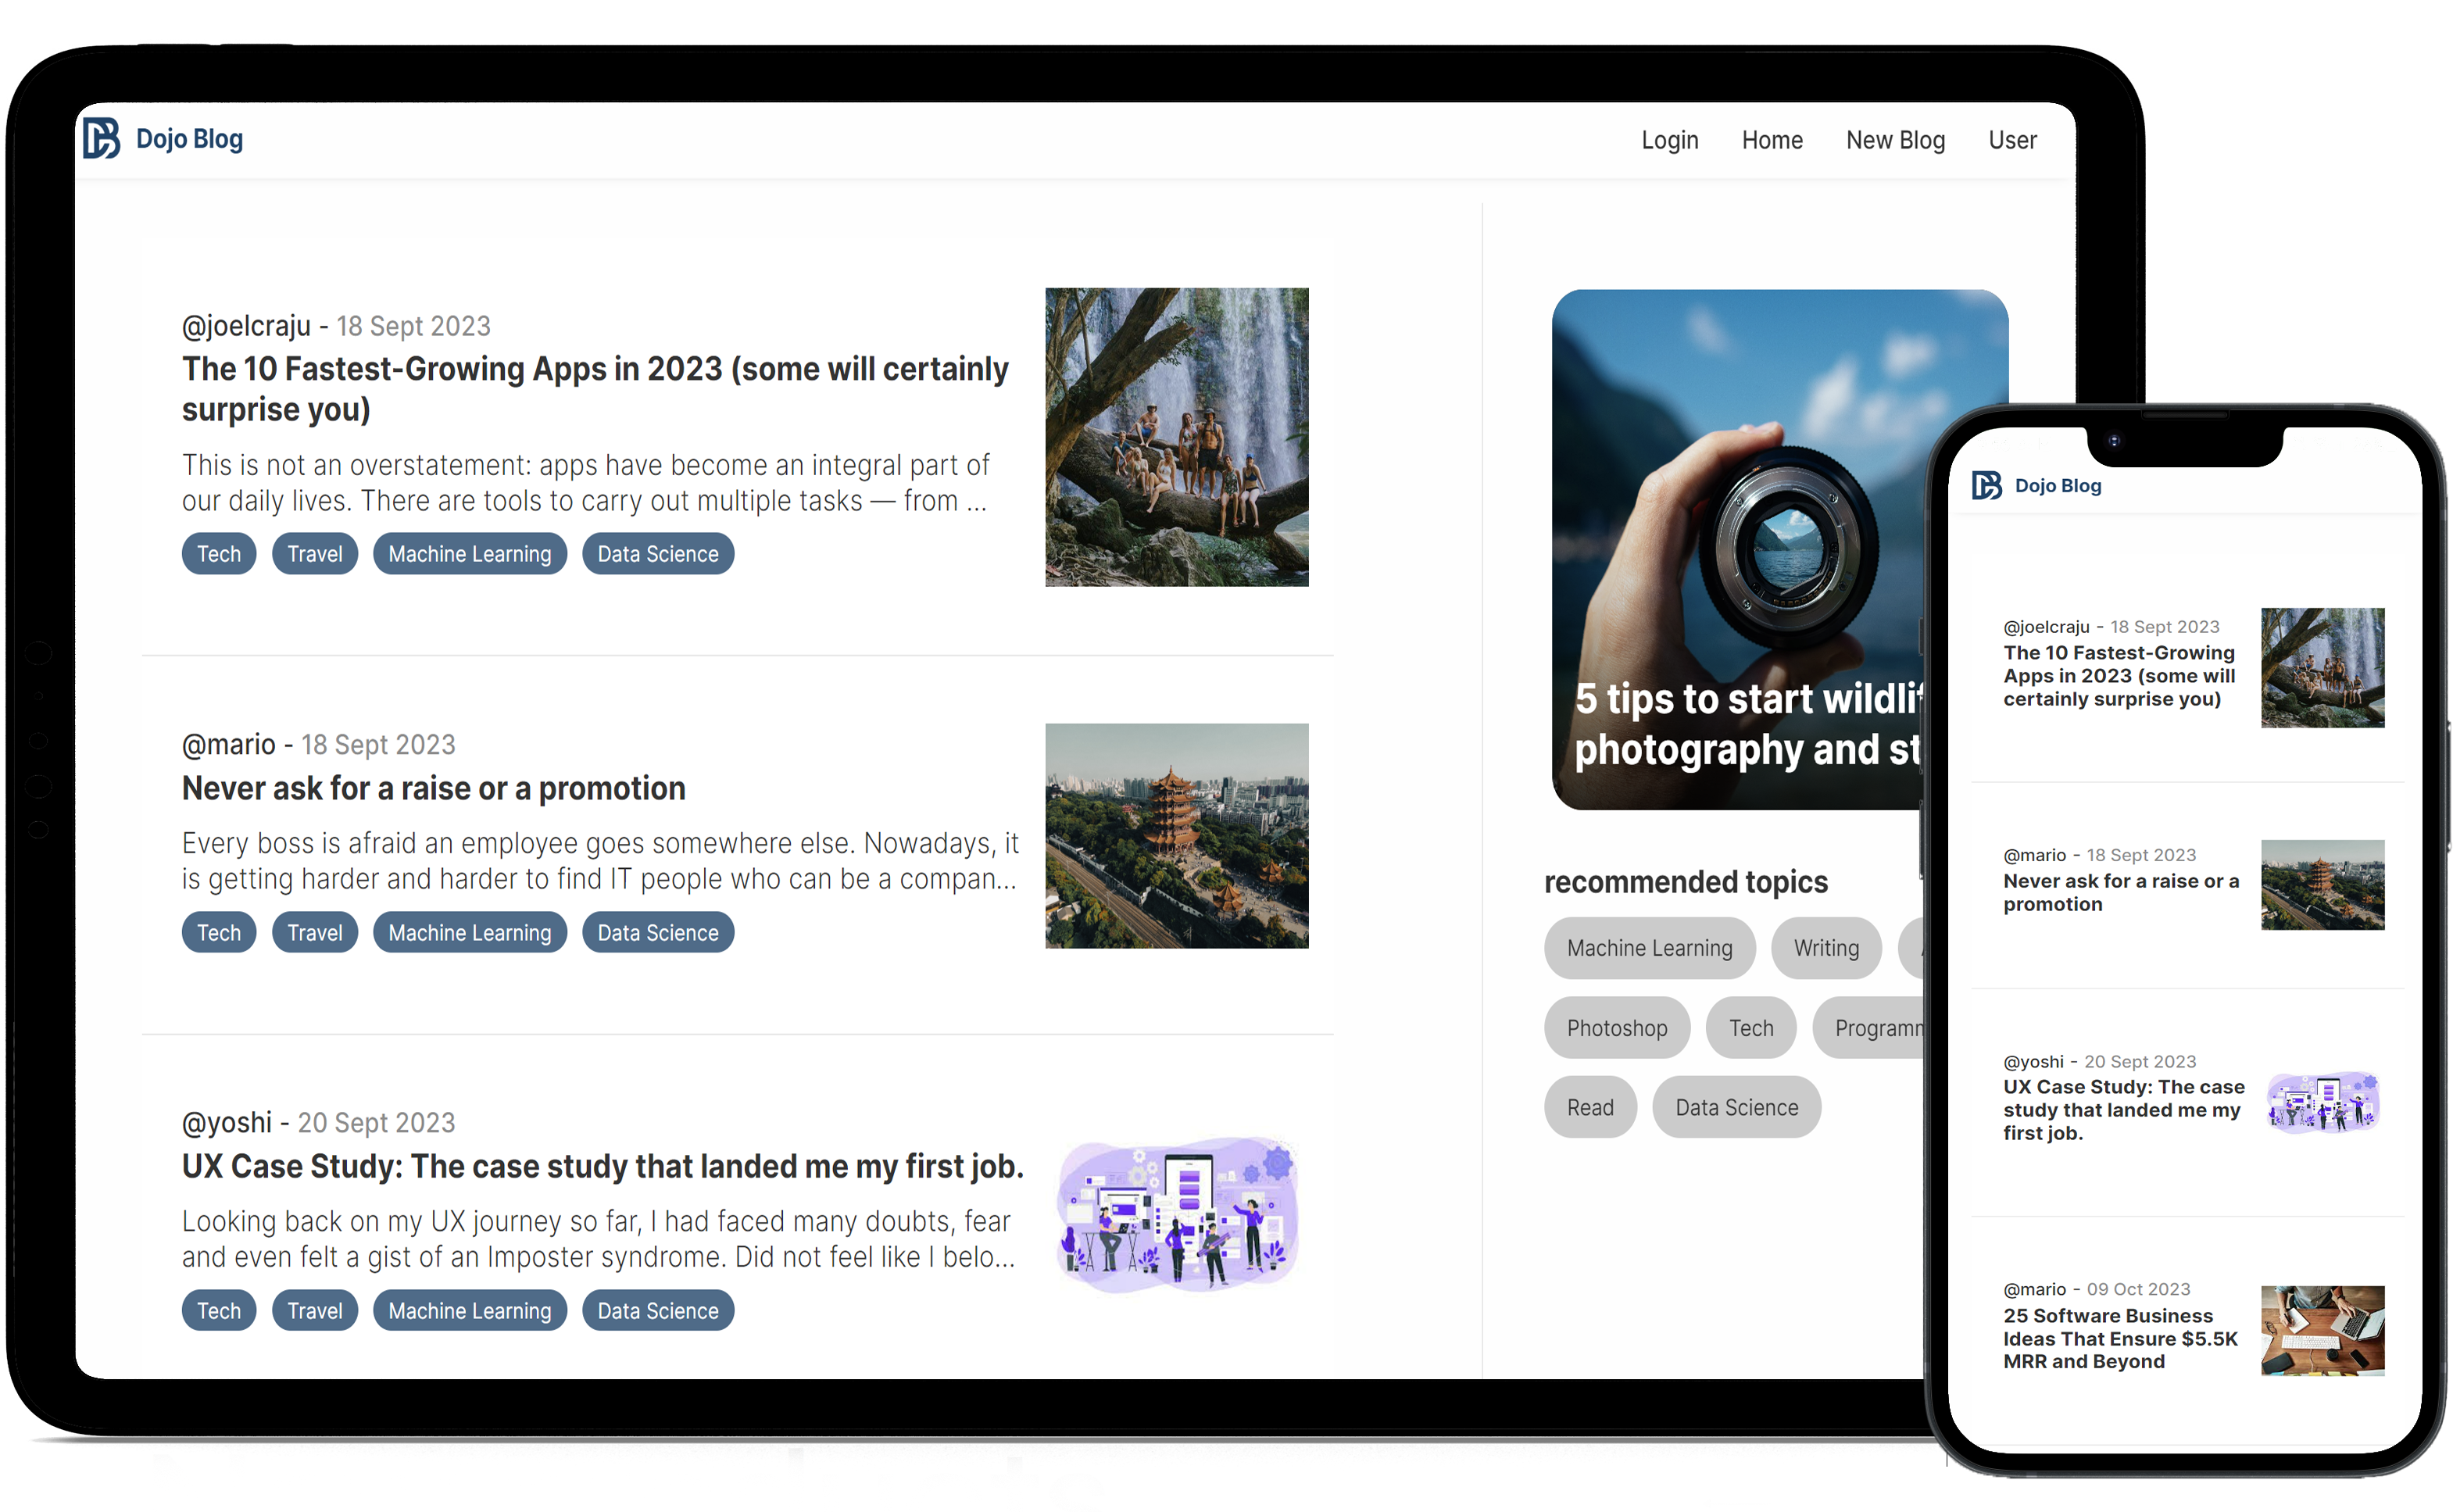 Dojo Blog
Login Home New Blog User
@joelcraju - 18 Sept 2023
The 10 Fastest-Growing Apps in 2023 (some will certainly
surprise you)
This is not an overstatement: apps have become an integral part of
our daily lives. There are tools to carry out multiple tasks — from ...
Tech Travel Machine Learning Data Science
@mario - 18 Sept 2023
Never ask for a raise or a promotion
Every boss is afraid an employee goes somewhere else. Nowadays, it
is getting harder and harder to find IT people who can be a compan...
Tech Travel Machine Learning Data Science
@yoshi - 20 Sept 2023
UX Case Study: The case study that landed me my first job.
Looking back on my UX journey so far, I had faced many doubts, fear
and even felt a gist of an Imposter syndrome. Did not feel like I belo...
Tech Travel Machine Learning Data Science
5 tips to start
photography and
recommended topics
Machine Learning Writing
Photoshop Tech
Read Data Science
Dojo Blog
@joelcraju - 18 Sept 2023
The 10 Fastest-Growing
Apps in 2023 (some will
certainly surprise you)
@mario - 18 Sept 2023
Never ask for a raise or a
promotion
@yoshi - 20 Sept 2023
UX Case Study: The case
study that landed me my
first job.
@mario - 09 Oct 2023
25 Software Business
Ideas That Ensure $5.5K
MRR and Beyond